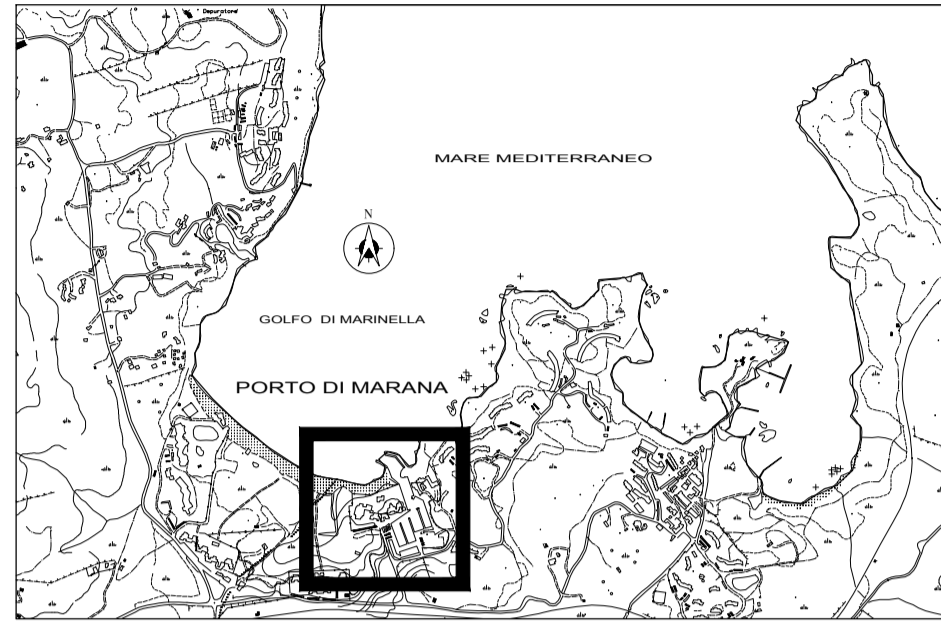 Depuratore
MARE MEDITERRANEO
N
GOLFO DI MARINELLA
PORTO DI MARANA